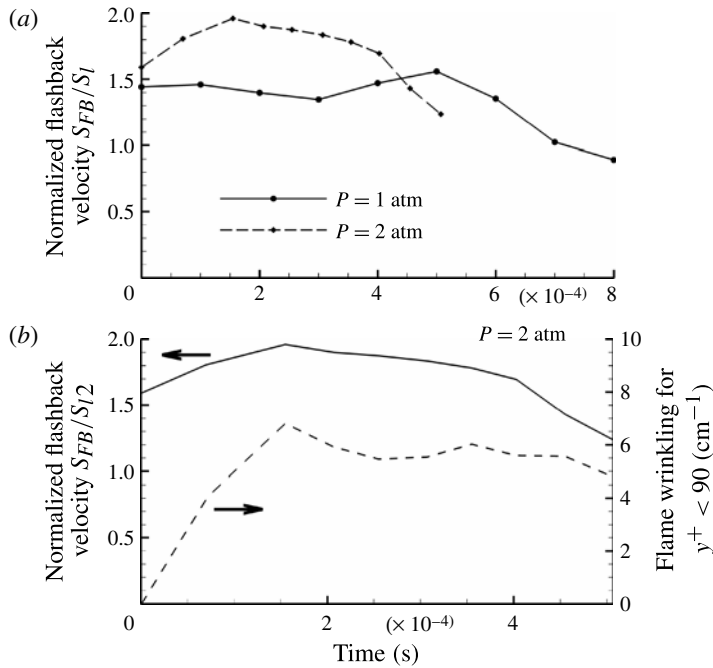 (a)
Normalized flashback
velocity S_FB/S_l
2.0
1.5
1.0
0.5
P = 1 atm
P = 2 atm
0 2 4 6 (× 10⁻⁴) 8
(b)
Normalized flashback
velocity S_FB/S_l2
2.0
1.5
1.0
0.5
P = 2 atm
10
8
6
4
2
0
Flame wrinkling for
y⁺ < 90 (cm⁻¹)
0 2 (× 10⁻⁴) 4
Time (s)